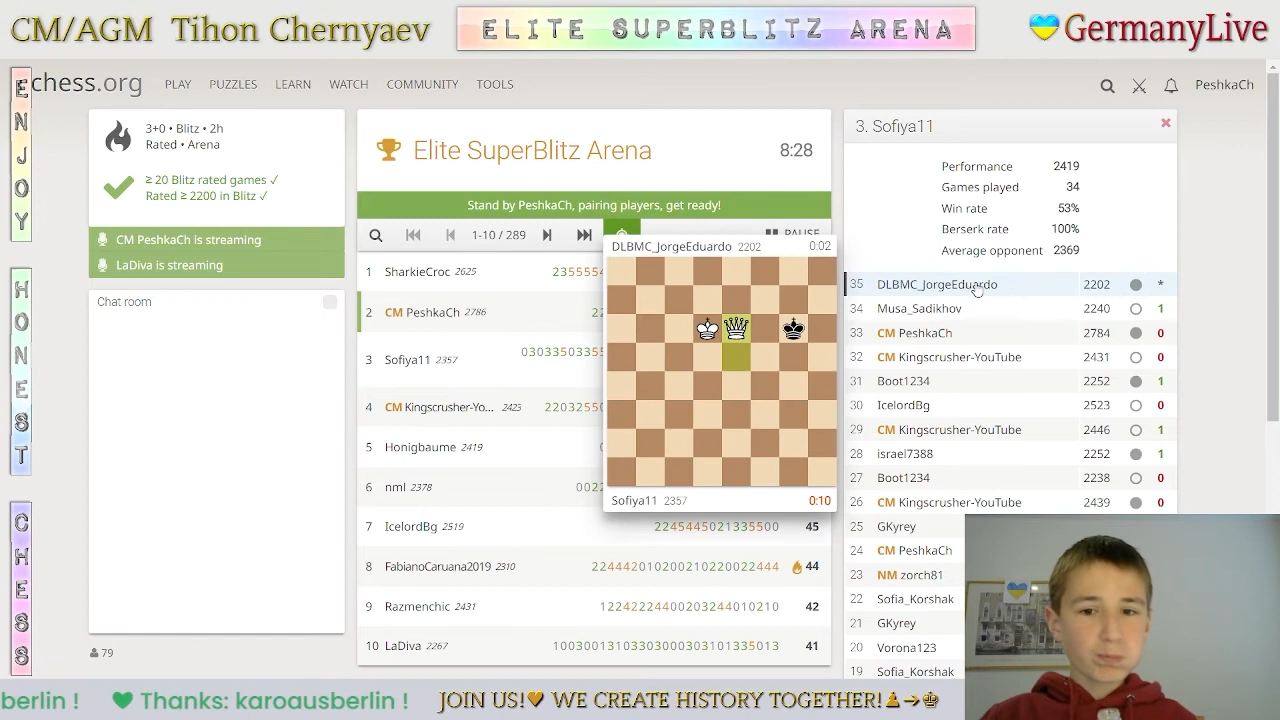 CM/AGM Tihon Chernyaev
ELITE SUPERBLITZ ARENA
GermanyLive
ENJOY
HONEST
CHESS
chess.org
PLAY PUZZLES LEARN WATCH COMMUNITY TOOLS
PeshkaCh
3+0 • Blitz • 2h
Rated • Arena
≥ 20 Blitz rated games ✓
Rated ≥ 2200 in Blitz ✓
CM PeshkaCh is streaming
LaDiva is streaming
Chat room
79
Elite SuperBlitz Arena 8:28
Stand by PeshkaCh, pairing players, get ready!
1-10 / 289 PAUSE
1 SharkieCroc 2625 235555
2 CM PeshkaCh 2786
3 Sofiya11 2357 03033503355
4 CM Kingscrusher-Yo... 2425 22032550
5 Honigbaume 2419
6 nml 2378 0022
7 IcelordBg 2519 22445445021335500 45
8 FabianoCaruana2019 2310 224442010200210220022444 44
9 Razmenchic 2431 12242224400203244010210 42
10 LaDiva 2267 10030013103303000310331335013 41
DLBMC_JorgeEduardo 2202 0:02
Sofiya11 2357 0:10
3. Sofiya11
Performance 2419
Games played 34
Win rate 53%
Berserk rate 100%
Average opponent 2369
35 DLBMC_JorgeEduardo 2202 *
34 Musa_Sadikhov 2240 1
33 CM PeshkaCh 2784 0
32 CM Kingscrusher-YouTube 2431 0
31 Boot1234 2252 1
30 IcelordBg 2523 0
29 CM Kingscrusher-YouTube 2446 1
28 israel7388 2252 1
27 Boot1234 2238 0
26 CM Kingscrusher-YouTube 2439 0
25 GKyrey
24 CM PeshkaCh
23 NM zorch81
22 Sofia_Korshak
21 GKyrey
20 Vorona123
19 Sofia_Korshak
berlin ! Thanks: karoausberlin ! JOIN US! WE CREATE HISTORY TOGETHER!